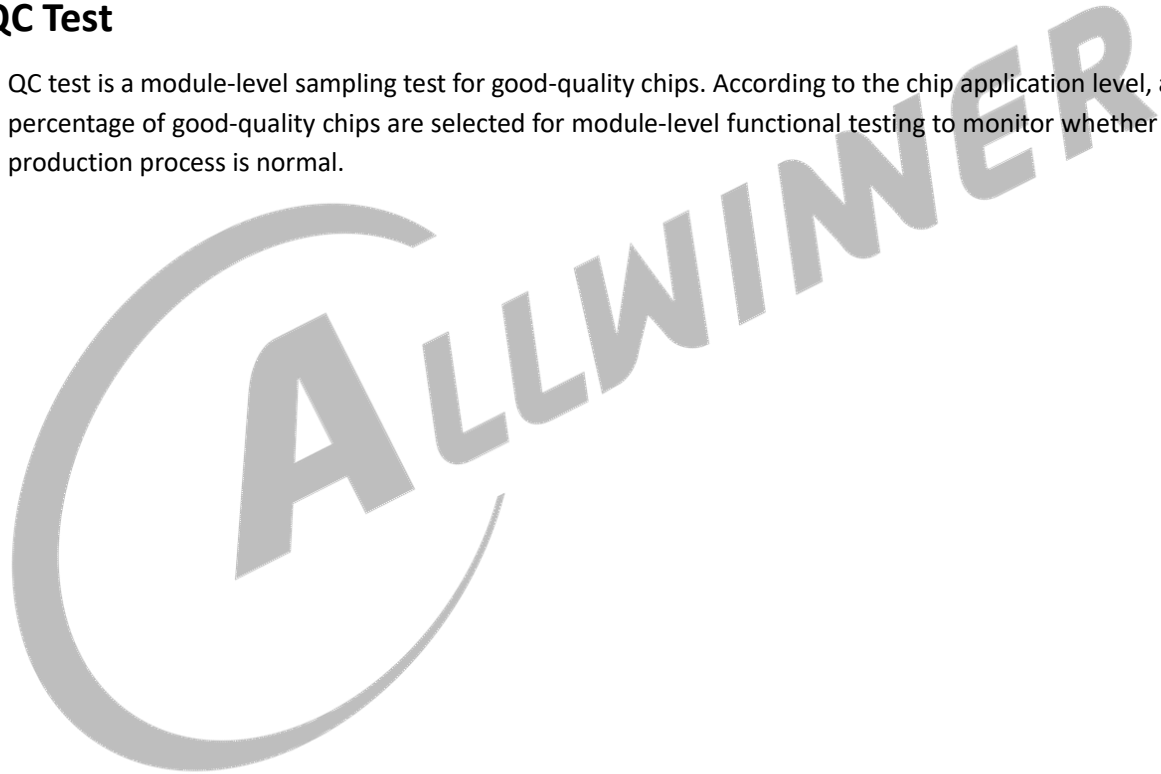 QC Test
QC test is a module-level sampling test for good-quality chips. According to the chip application level, a
percentage of good-quality chips are selected for module-level functional testing to monitor whether
production process is normal.
ALLWINNER